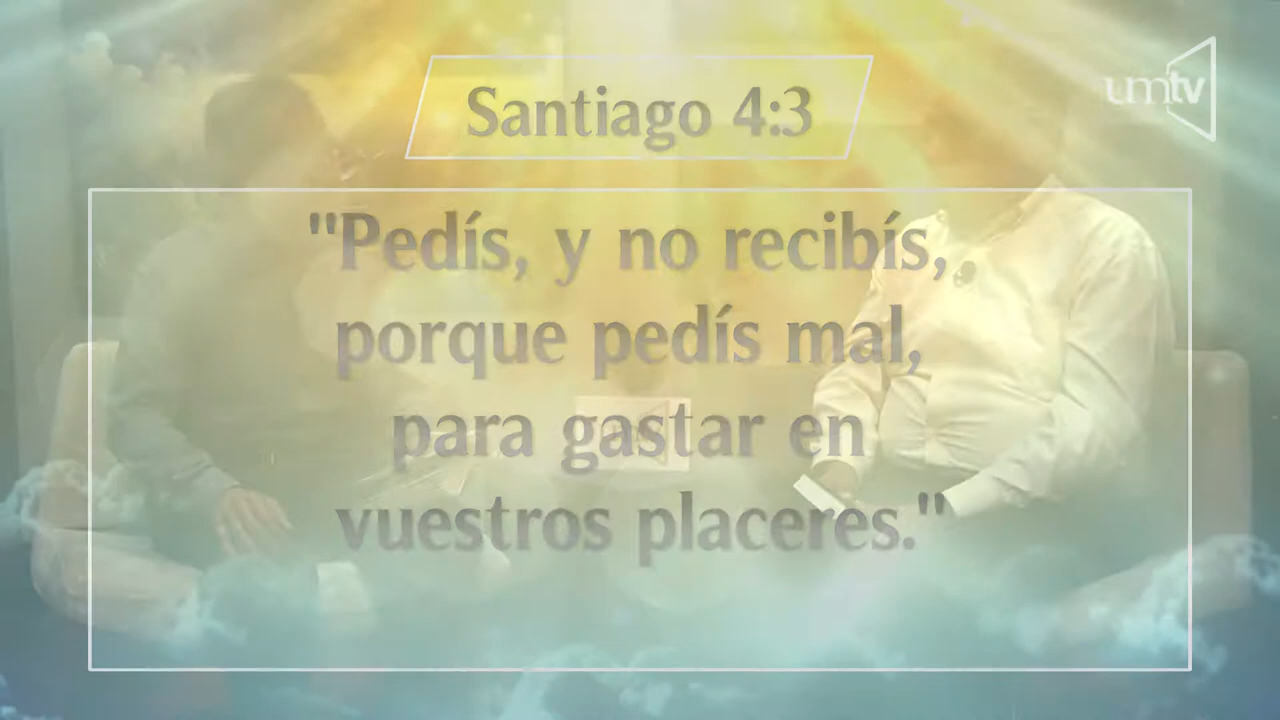 Santiago 4:3
umtv
"Pedís, y no recibís,
porque pedís mal,
para gastar en
vuestros placeres."